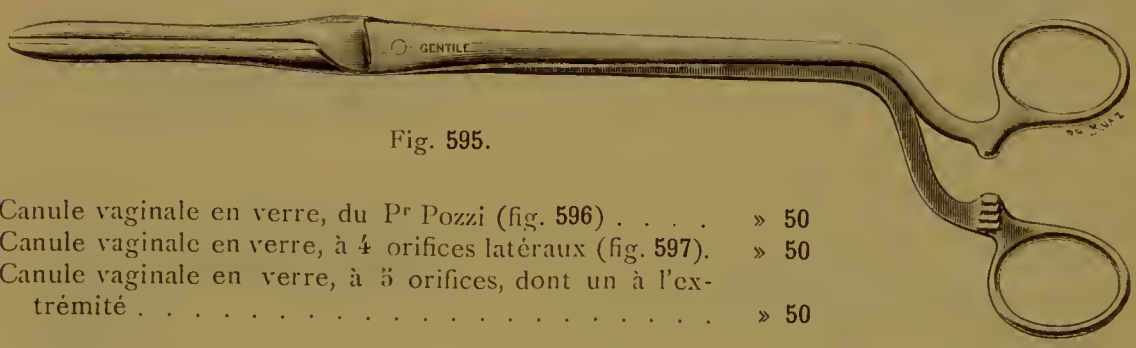 GENTILE
Fig. 595.
Canule vaginale en verre, du Pr Pozzi (fig. 596) . . . . » 50
Canule vaginale en verre, à 4 orifices latéraux (fig. 597). » 50
Canule vaginale en verre, à 5 orifices, dont un à l'ex-
trémité . . . . . . . . . . . . . . . . . . . . . . » 50